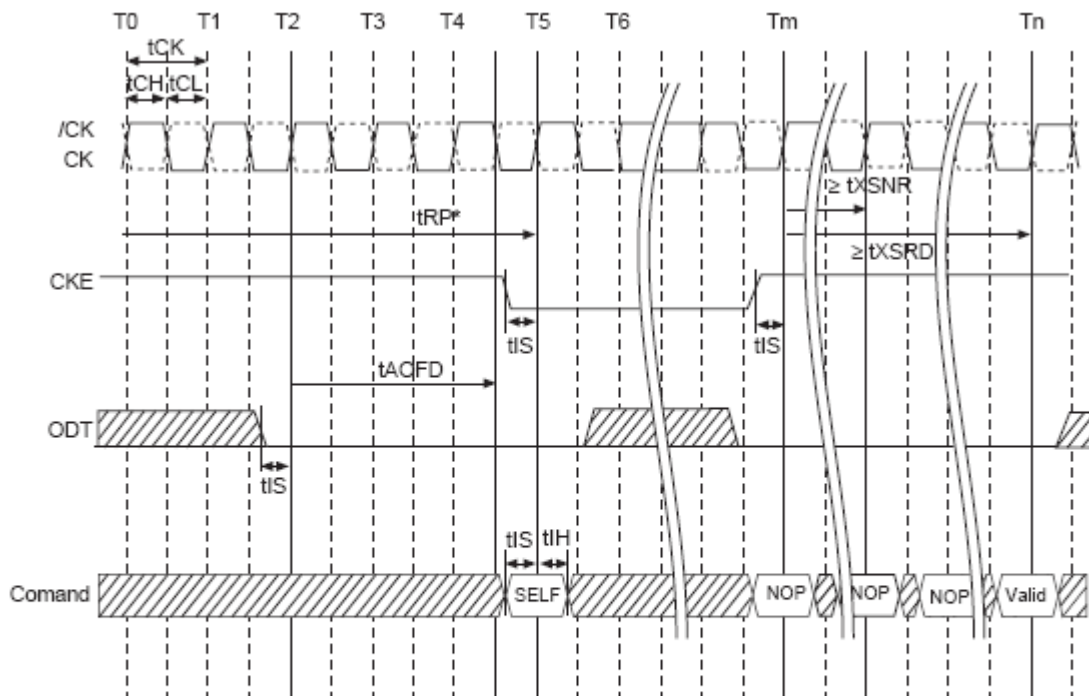 T0 T1 T2 T3 T4 T5 T6 Tm Tn
tCK
tCH tCL
/CK
CK
≥ tXSNR
tRP*
≥ tXSRD
CKE
tIS
tIS
tAOFD
ODT
tIS
tIS tIH
Comand
SELF
NOP
NOP
NOP
Valid